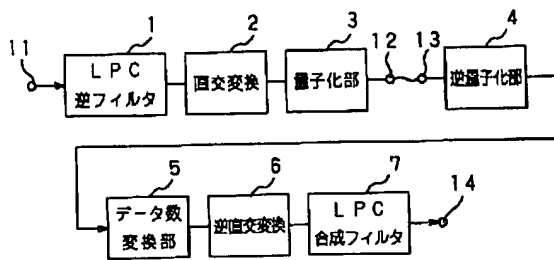 11
1
LPC
逆フィルタ
2
直交変換
3
量子化部
12
13
4
逆量子化部
5
データ数
変換部
6
逆直交変換
7
LPC
合成フィルタ
14